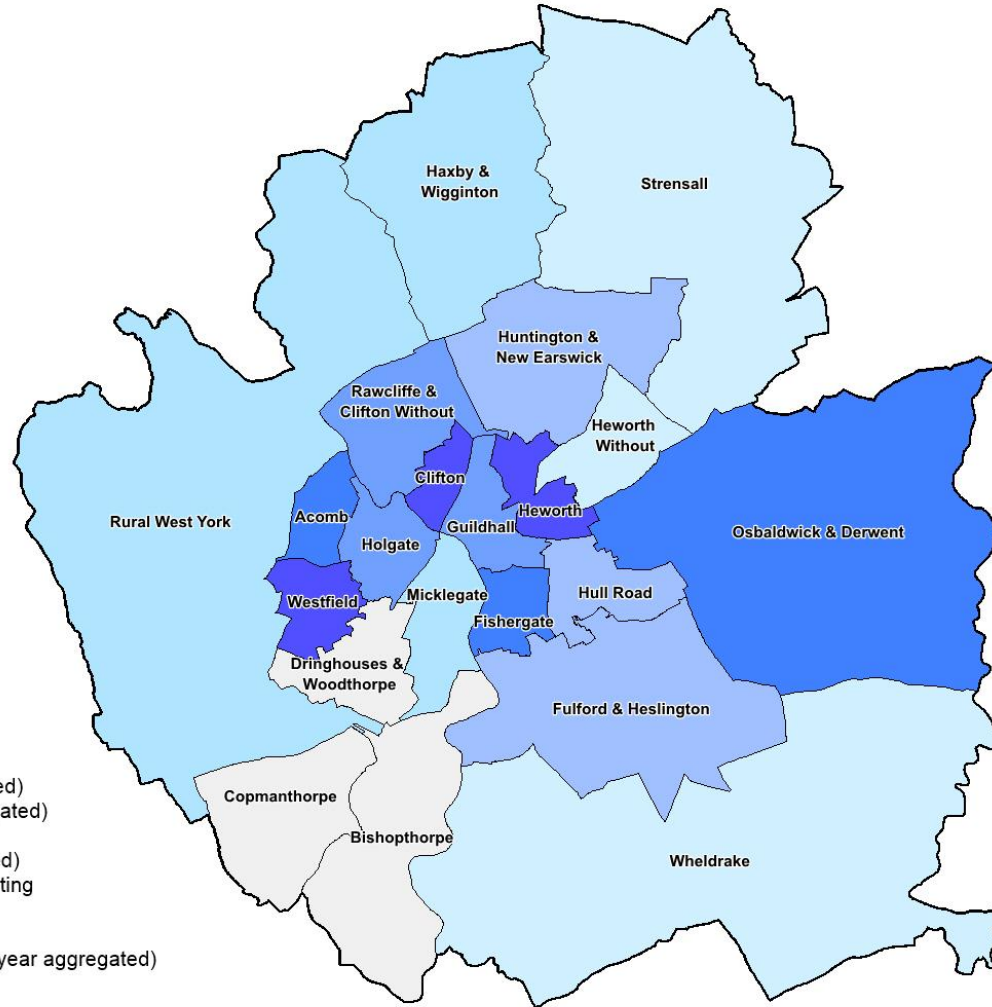 Haxby &
Wigginton
Strensall
Huntington &
New Earswick
Rawcliffe &
Clifton Without
Heworth
Without
Clifton
Rural West York
Acomb
Heworth
Guildhall
Osbaldwick & Derwent
Holgate
Hull Road
Micklegate
Westfield
Fishergate
Dringhouses &
Woodthorpe
Fulford & Heslington
ed)
Copmanthorpe
ated)
Bishopthorpe
ed)
Wheldrake
ting
year aggregated)